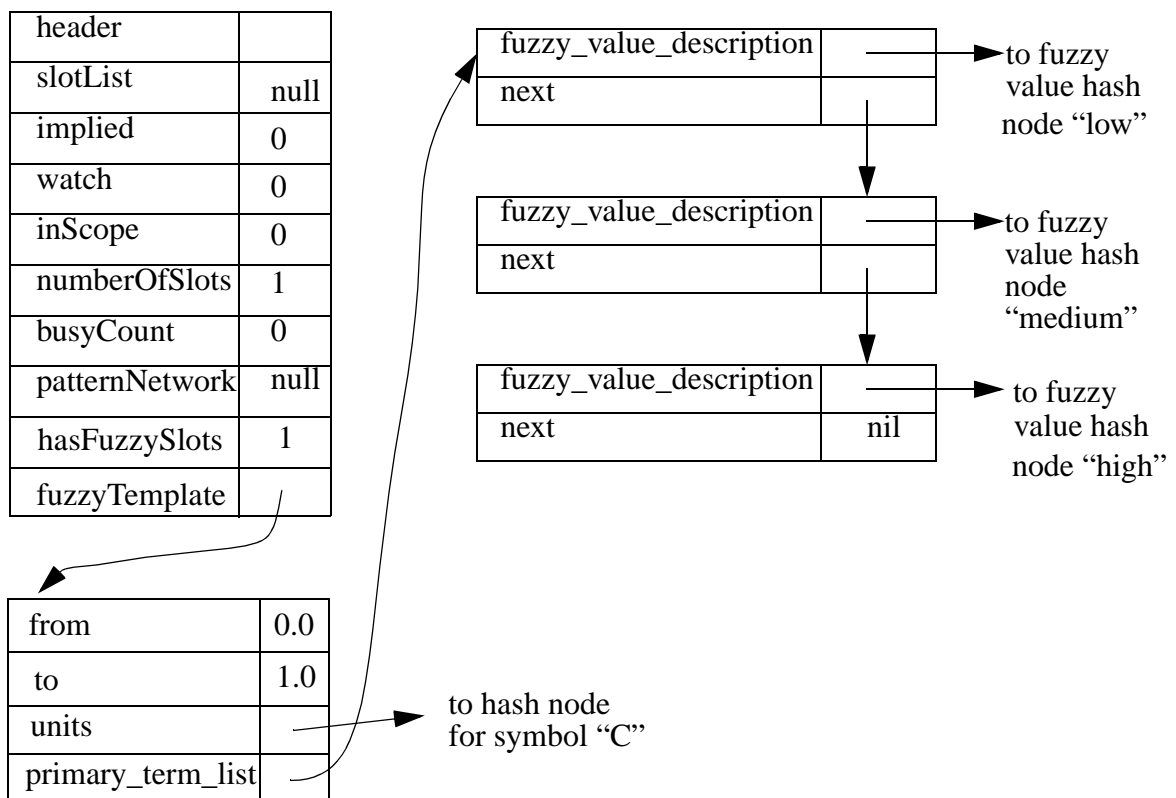 header
slotList null
implied 0
watch 0
inScope 0
numberOfSlots 1
busyCount 0
patternNetwork null
hasFuzzySlots 1
fuzzyTemplate
from 0.0
to 1.0
units
primary_term_list
to hash node
for symbol “C”
fuzzy_value_description
next
to fuzzy
value hash
node “low”
fuzzy_value_description
next
to fuzzy
value hash
node
“medium”
fuzzy_value_description
next nil
to fuzzy
value hash
node “high”